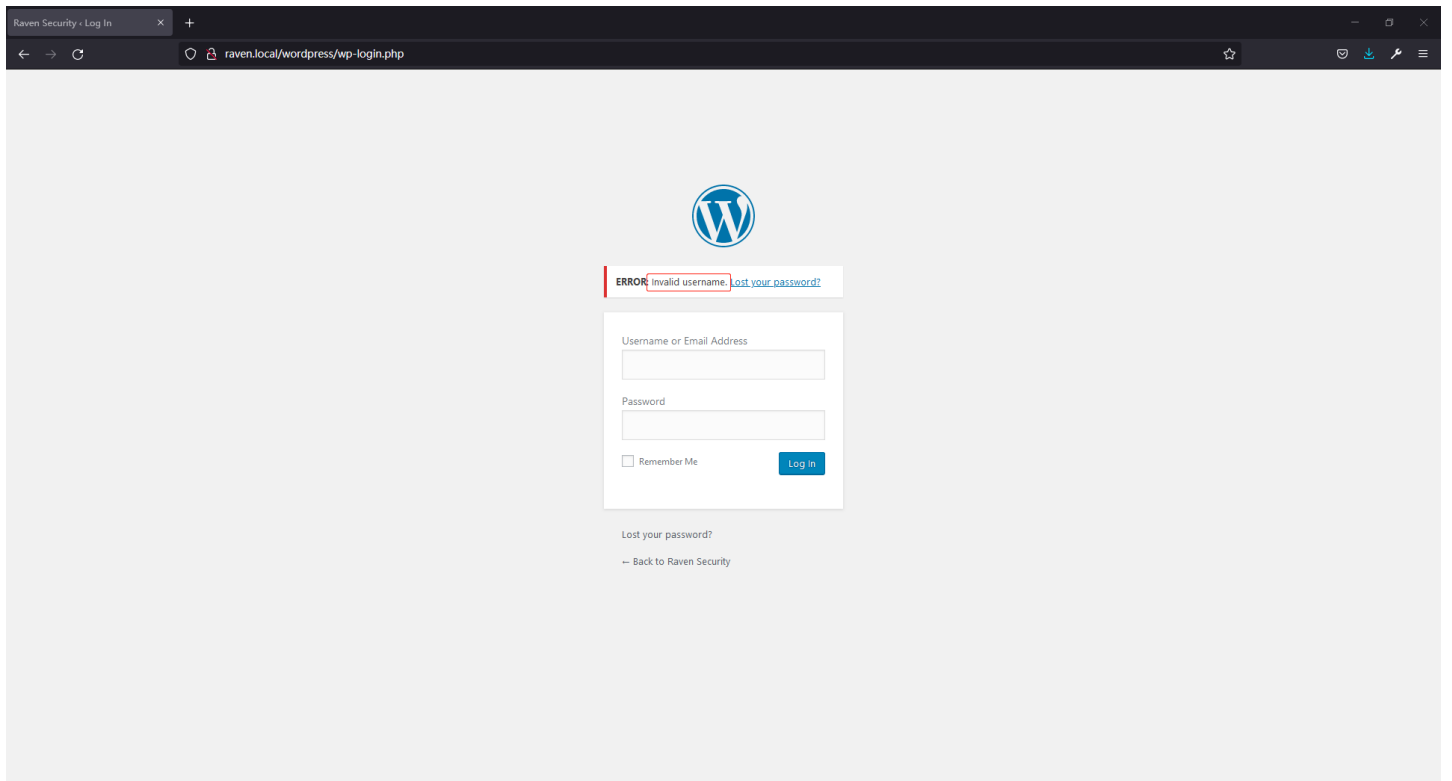 Raven Security ‹ Log In
raven.local/wordpress/wp-login.php
ERROR: Invalid username. Lost your password?
Username or Email Address
Password
Remember Me
Log In
Lost your password?
← Back to Raven Security